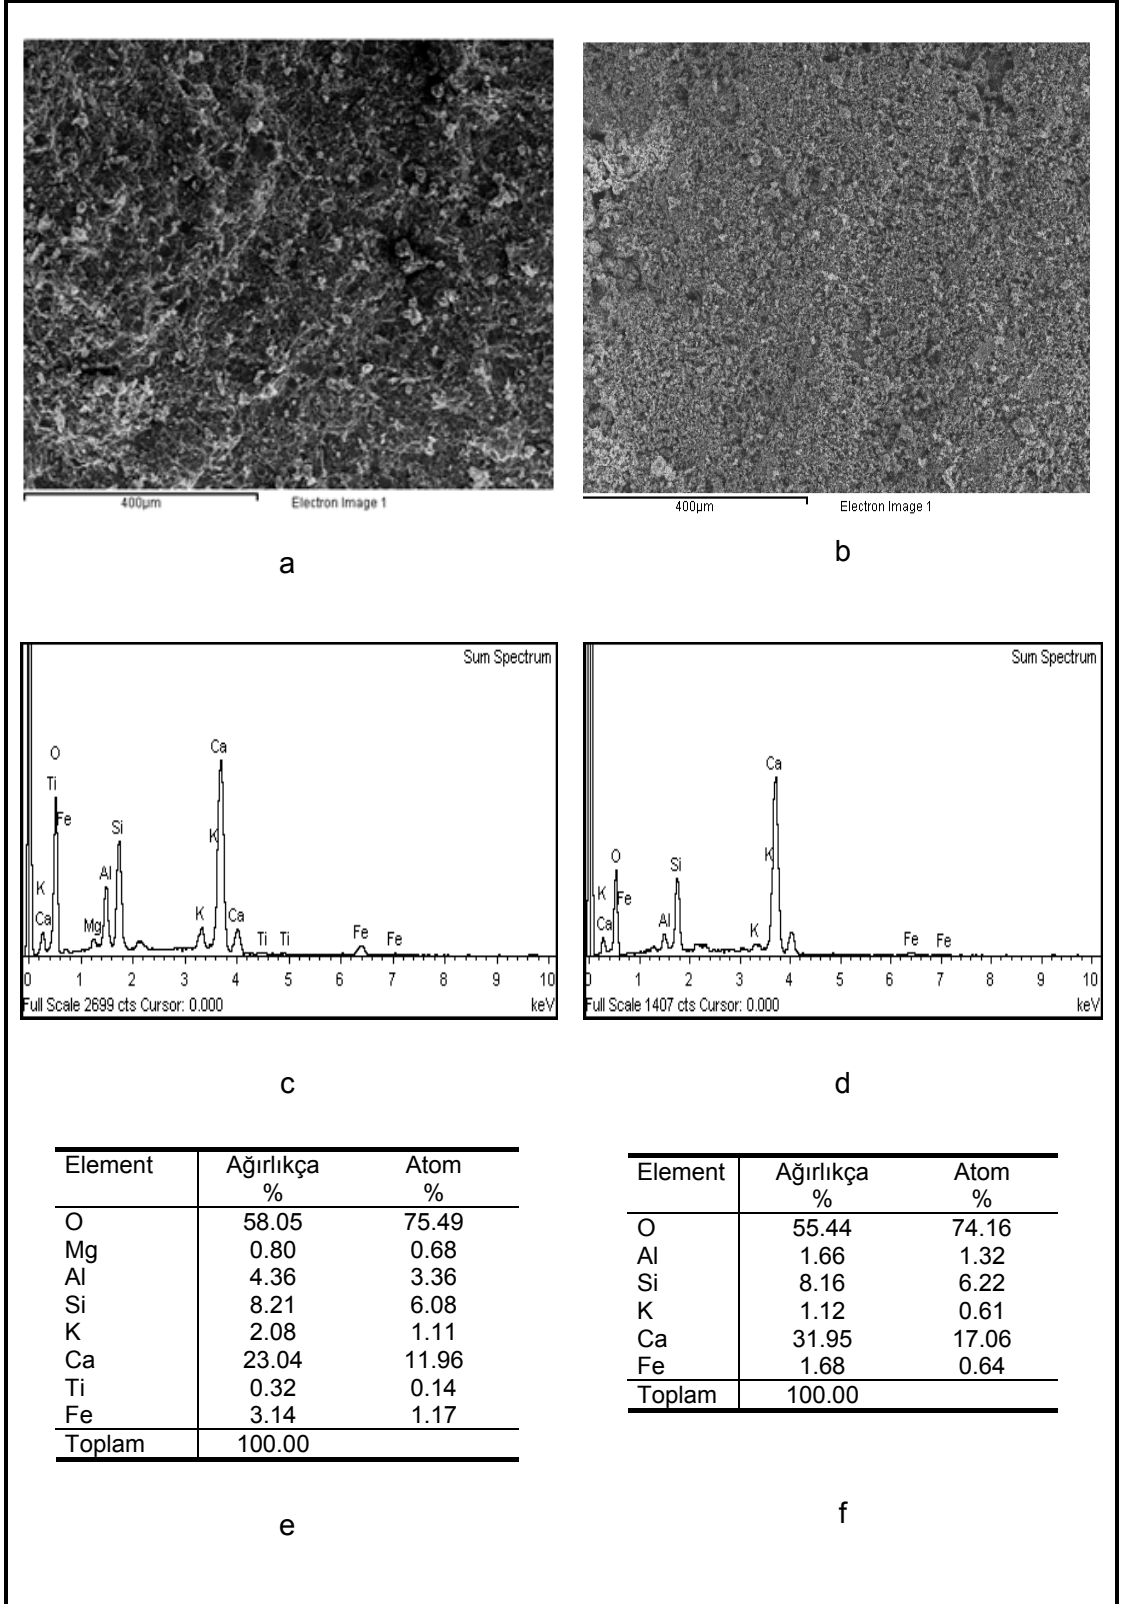 400µm Electron Image 1
400µm Electron Image 1
a
b
Sum Spectrum
O
Ti
Fe
K
Ca
Mg
Al
Si
K
K
Ca
Ca
Ti Ti
Fe
Fe
0 1 2 3 4 5 6 7 8 9 10
Full Scale 2699 cts Cursor: 0.000 keV
Sum Spectrum
K
Ca
O
Fe
Al
Si
K
K
Ca
Fe Fe
0 1 2 3 4 5 6 7 8 9 10
Full Scale 1407 cts Cursor: 0.000 keV
c
d
Element Ağırlıkça Atom
% %
O 58.05 75.49
Mg 0.80 0.68
Al 4.36 3.36
Si 8.21 6.08
K 2.08 1.11
Ca 23.04 11.96
Ti 0.32 0.14
Fe 3.14 1.17
Toplam 100.00
e
Element Ağırlıkça Atom
% %
O 55.44 74.16
Al 1.66 1.32
Si 8.16 6.22
K 1.12 0.61
Ca 31.95 17.06
Fe 1.68 0.64
Toplam 100.00
f